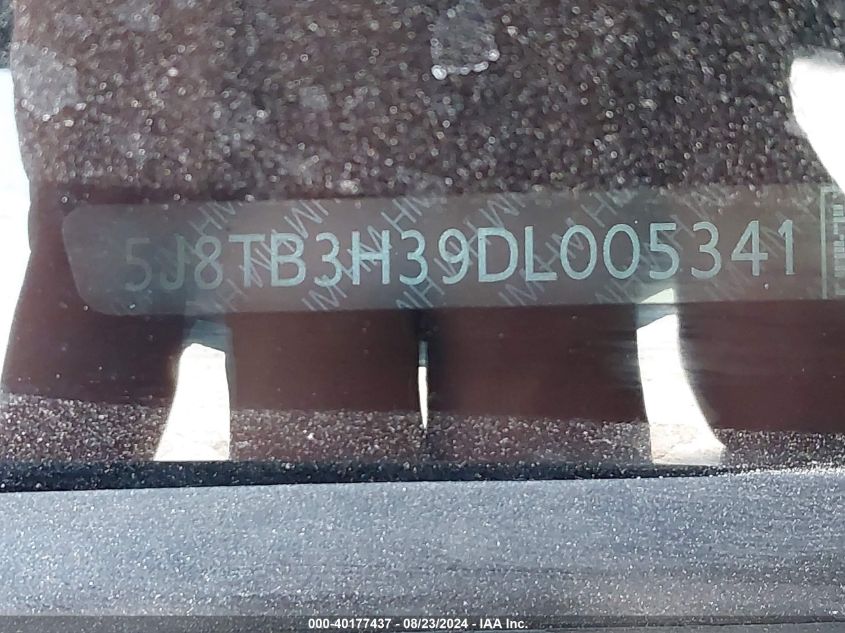 5J8TB3H39DL005341
000-40177437 - 08/23/2024 - IAA Inc.